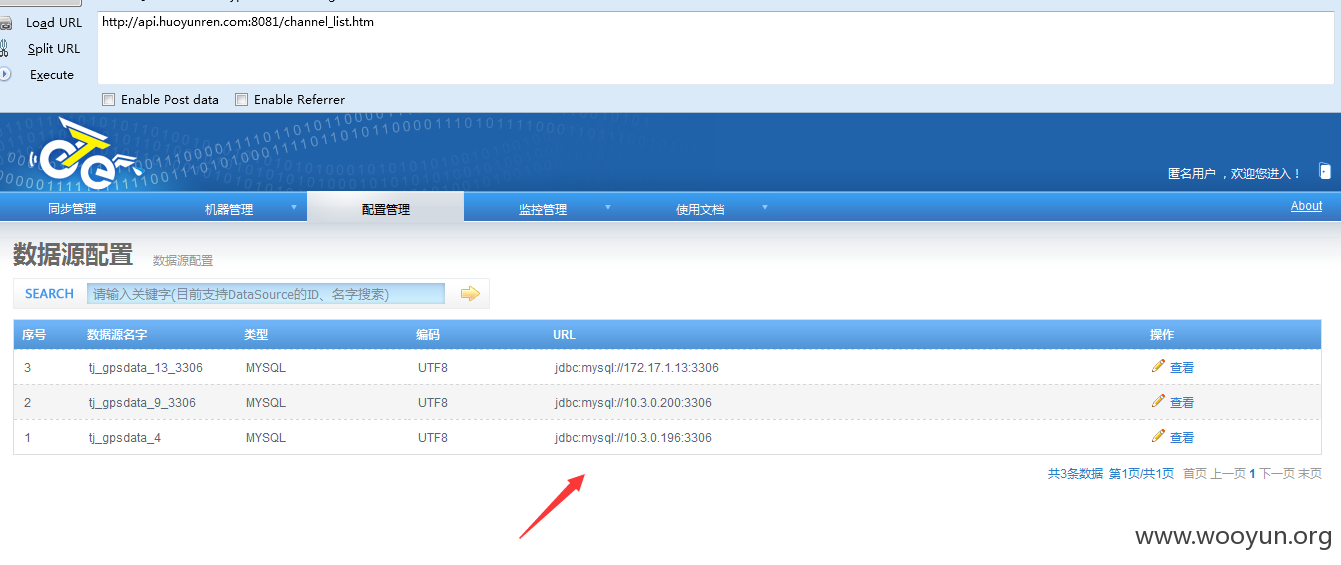 Load URL
http://api.huoyunren.com:8081/channel_list.htm
Split URL
Execute
Enable Post data Enable Referrer
匿名用户 ，欢迎您进入！
同步管理 机器管理 配置管理 监控管理 使用文档 About
数据源配置 数据源配置
SEARCH 请输入关键字(目前支持DataSource的ID、名字搜索)
序号 数据源名字 类型 编码 URL 操作
3 tj_gpsdata_13_3306 MYSQL UTF8 jdbc:mysql://172.17.1.13:3306 查看
2 tj_gpsdata_9_3306 MYSQL UTF8 jdbc:mysql://10.3.0.200:3306 查看
1 tj_gpsdata_4 MYSQL UTF8 jdbc:mysql://10.3.0.196:3306 查看
共3条数据 第1页/共1页 首页 上一页 1 下一页 末页
www.wooyun.org